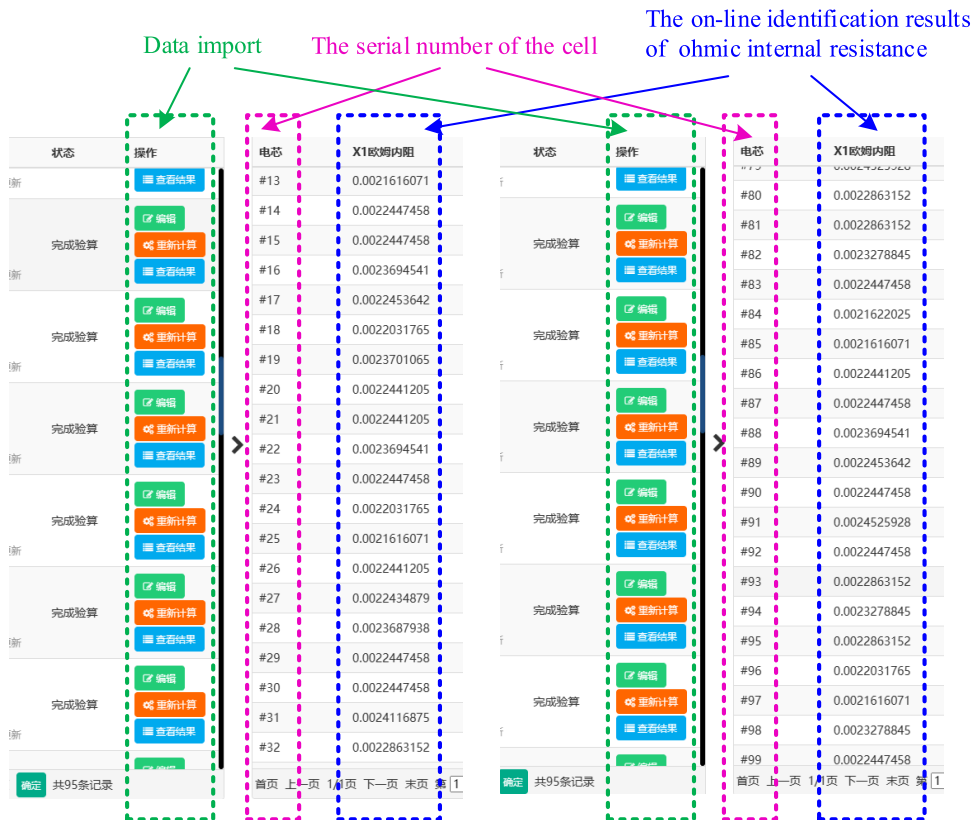 The on-line identification results
of ohmic internal resistance
Data import
The serial number of the cell
状态 操作
查看结果
编辑
完成验算 重新计算
查看结果
编辑
完成验算 重新计算
查看结果
编辑
完成验算 重新计算
查看结果
编辑
完成验算 重新计算
查看结果
编辑
完成验算 重新计算
查看结果
编辑
完成验算 重新计算
查看结果
编辑
确定 共95条记录
电芯 X1欧姆内阻
#13 0.0021616071
#14 0.0022447458
#15 0.0022447458
#16 0.0023694541
#17 0.0022453642
#18 0.0022031765
#19 0.0023701065
#20 0.0022441205
#21 0.0022441205
#22 0.0023694541
#23 0.0022447458
#24 0.0022031765
#25 0.0021616071
#26 0.0022441205
#27 0.0022434879
#28 0.0023687938
#29 0.0022447458
#30 0.0022447458
#31 0.0024116875
#32 0.0022863152
首页 上一页 1/1页 下一页 末页 第 1
状态 操作
查看结果
编辑
完成验算 重新计算
查看结果
编辑
完成验算 重新计算
查看结果
编辑
完成验算 重新计算
查看结果
编辑
完成验算 重新计算
查看结果
编辑
完成验算 重新计算
查看结果
编辑
完成验算 重新计算
查看结果
编辑
确定 共95条记录
电芯 X1欧姆内阻
#79 0.0024525928
#80 0.0022863152
#81 0.0022863152
#82 0.0023278845
#83 0.0022447458
#84 0.0021622025
#85 0.0021616071
#86 0.0022441205
#87 0.0022447458
#88 0.0023694541
#89 0.0022453642
#90 0.0022447458
#91 0.0024525928
#92 0.0022447458
#93 0.0022863152
#94 0.0023278845
#95 0.0022863152
#96 0.0022031765
#97 0.0021616071
#98 0.0023278845
#99 0.0022447458
首页 上一页 1/1页 下一页 末页 第 1